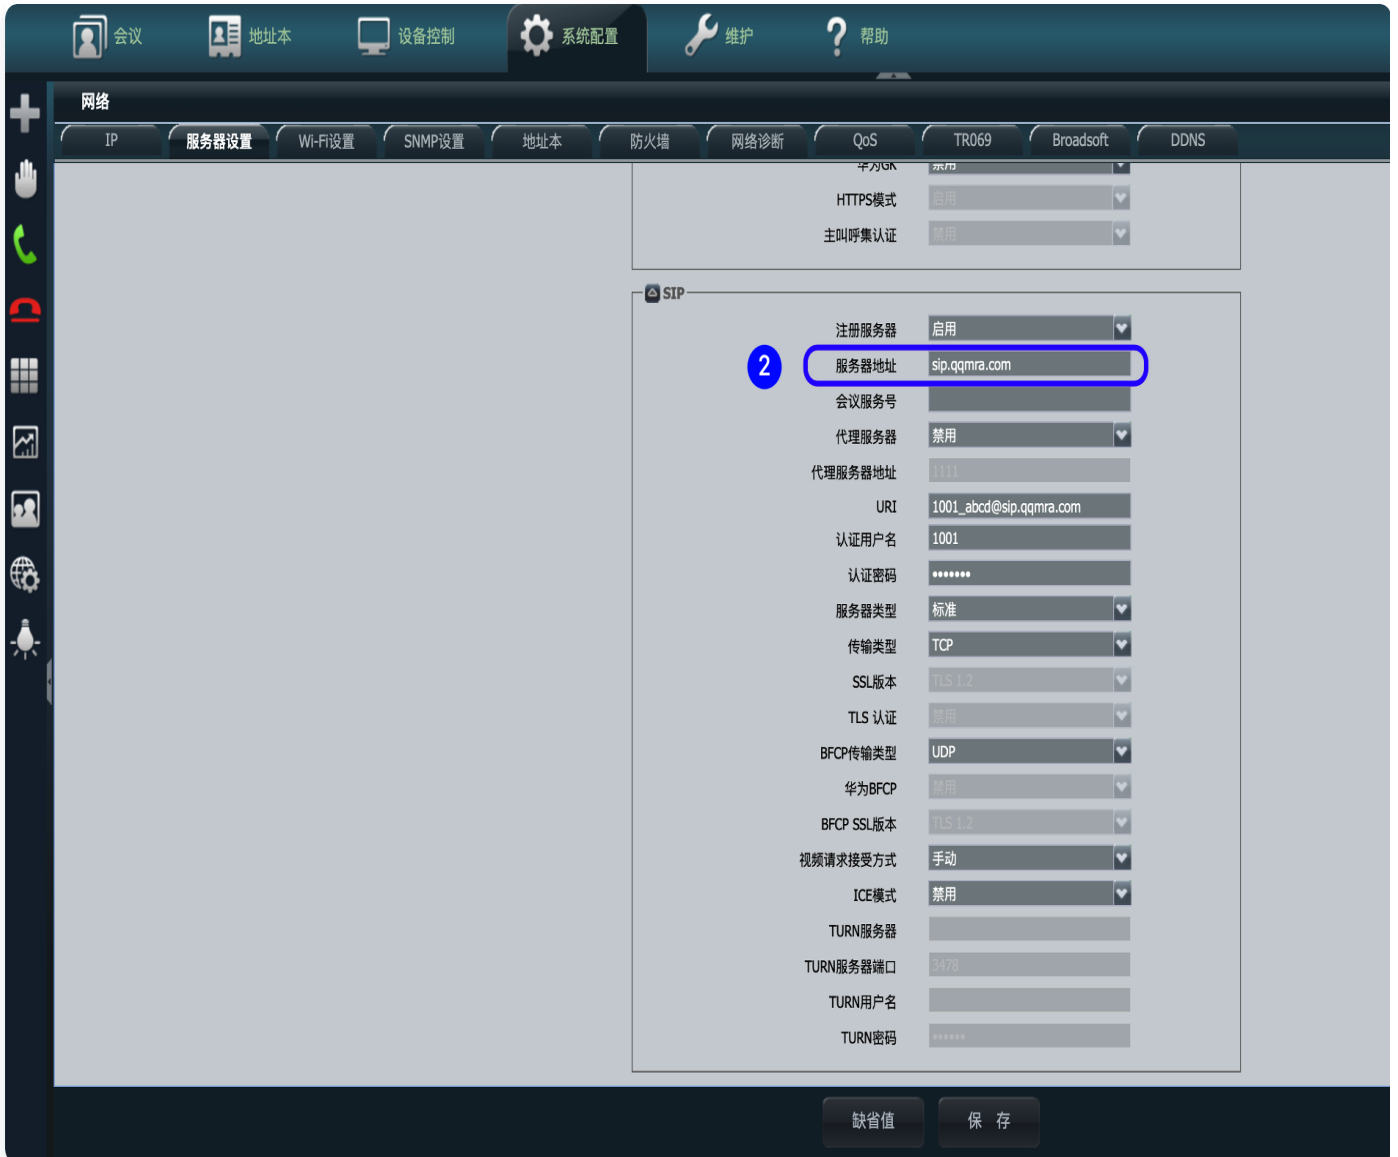 会议 地址本 设备控制 系统配置 维护 帮助
网络
IP 服务器设置 Wi-Fi设置 SNMP设置 地址本 防火墙 网络诊断 QoS TR069 Broadsoft DDNS
华为GK 禁用
HTTPS模式 启用
主叫呼集认证 禁用
SIP
注册服务器 启用
2 服务器地址 sip.qqmra.com
会议服务号
代理服务器 禁用
代理服务器地址 1111
URI 1001_abcd@sip.qqmra.com
认证用户名 1001
认证密码 •••••••
服务器类型 标准
传输类型 TCP
SSL版本 TLS 1.2
TLS 认证 禁用
BFCP传输类型 UDP
华为BFCP 禁用
BFCP SSL版本 TLS 1.2
视频请求接受方式 手动
ICE模式 禁用
TURN服务器
TURN服务器端口 3478
TURN用户名
TURN密码 ••••••
缺省值 保 存